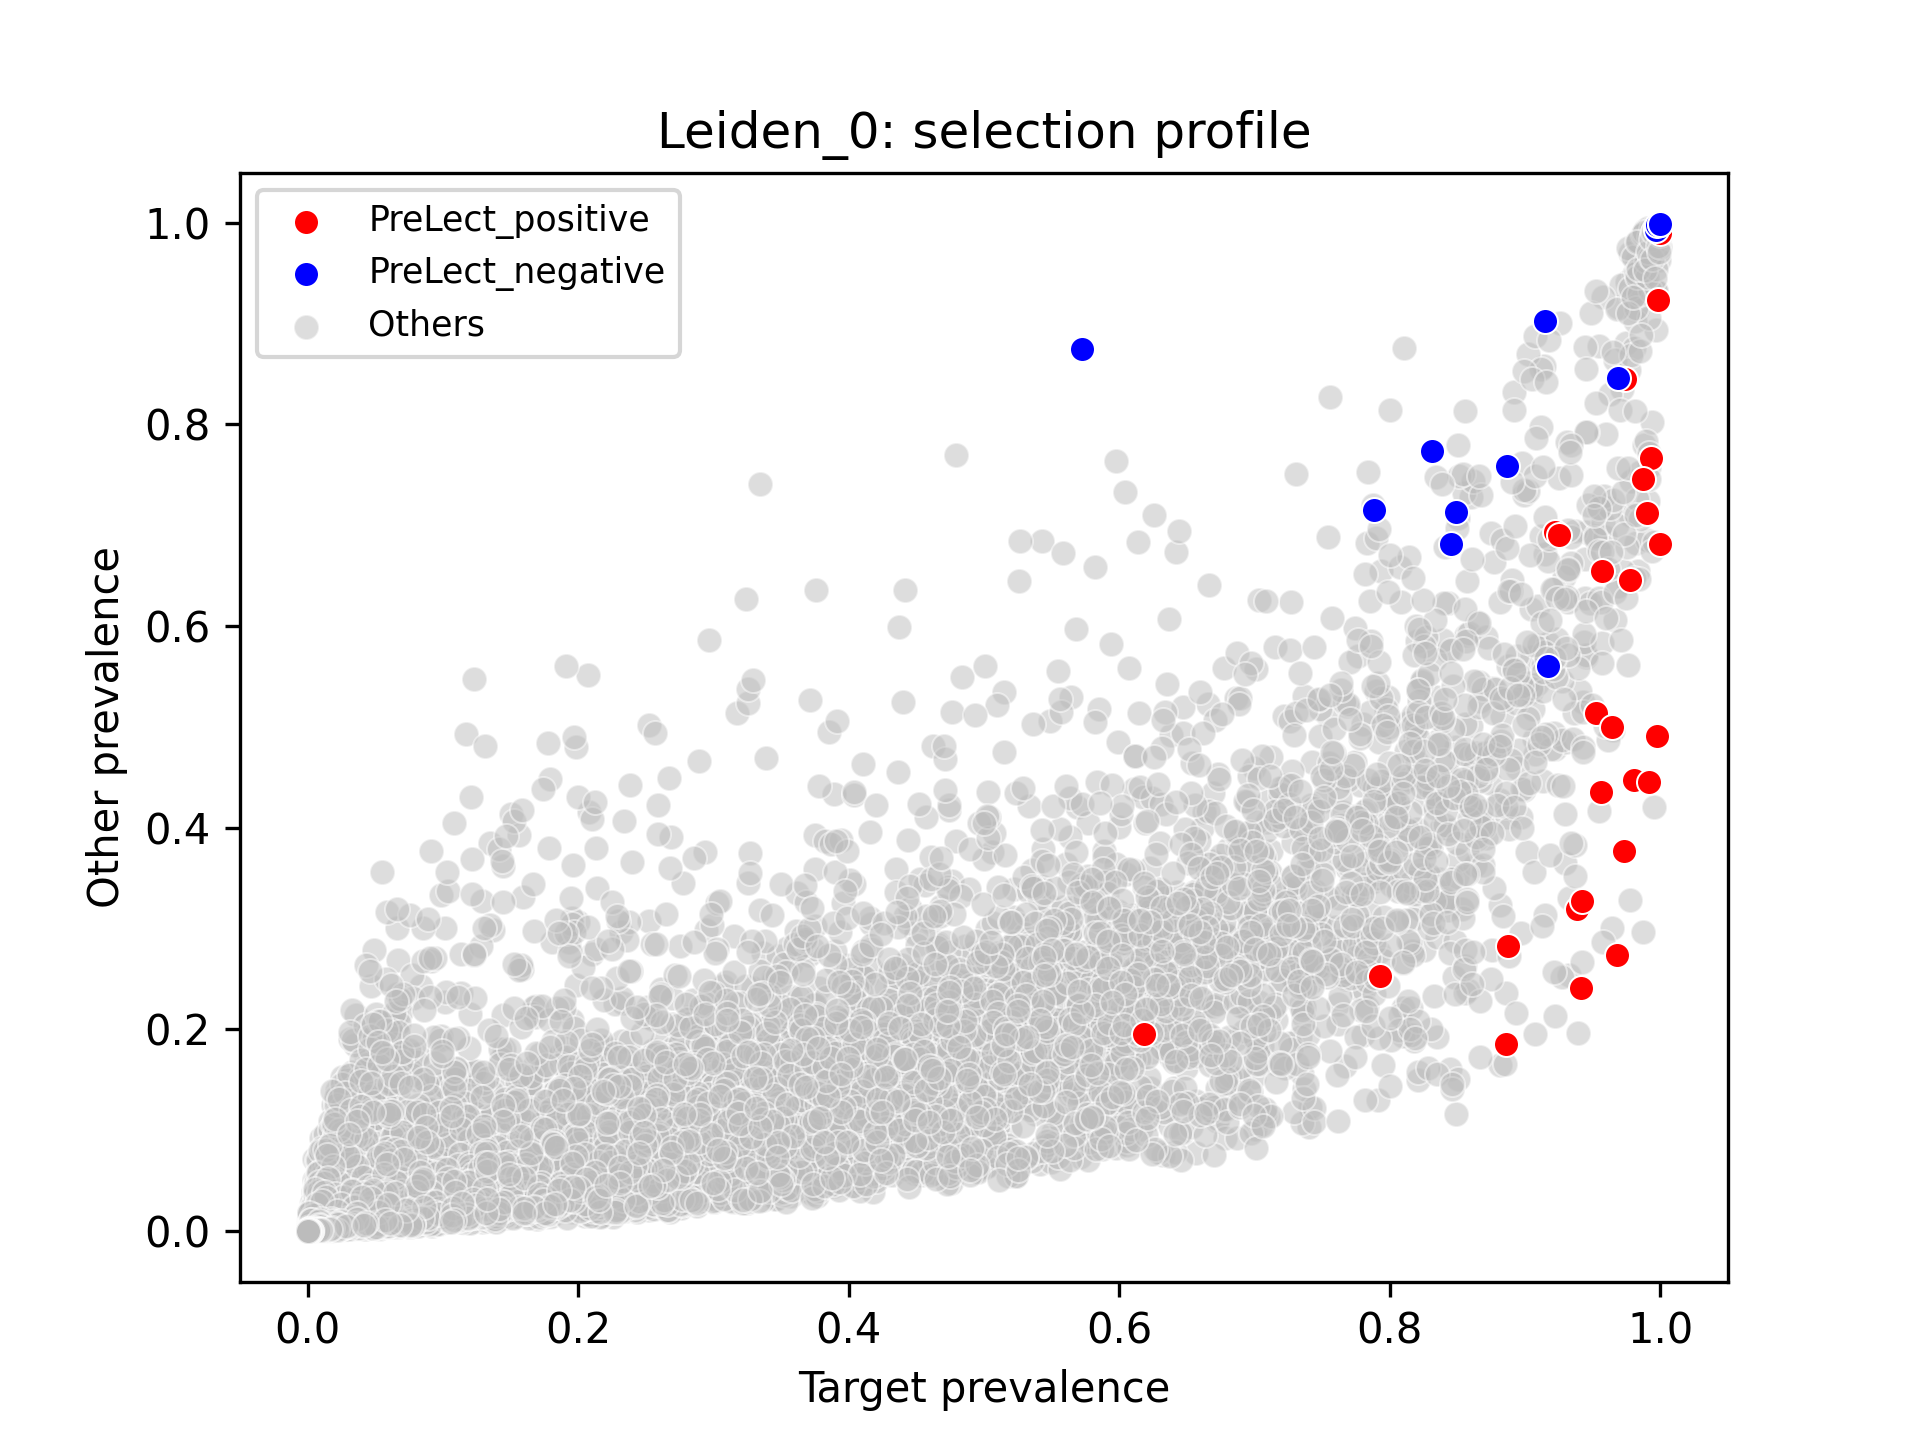 Leiden_0: selection profile
PreLect_positive
PreLect_negative
Others
1.0
0.8
0.6
0.4
0.2
0.0
Other prevalence
0.0 0.2 0.4 0.6 0.8 1.0
Target prevalence